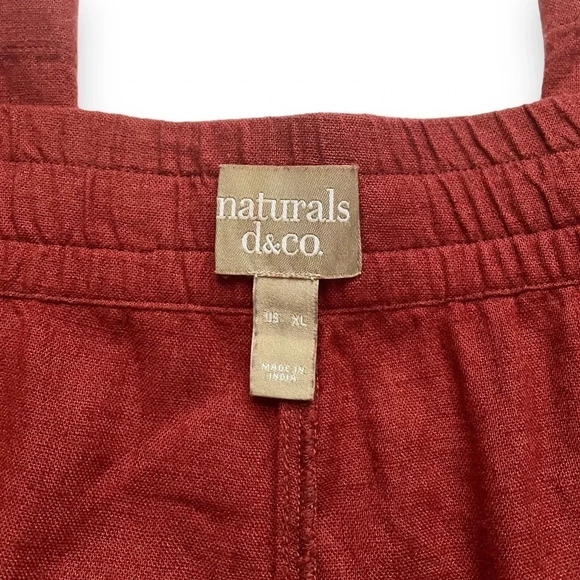 naturals
d&co.
US XL
MADE IN
INDIA